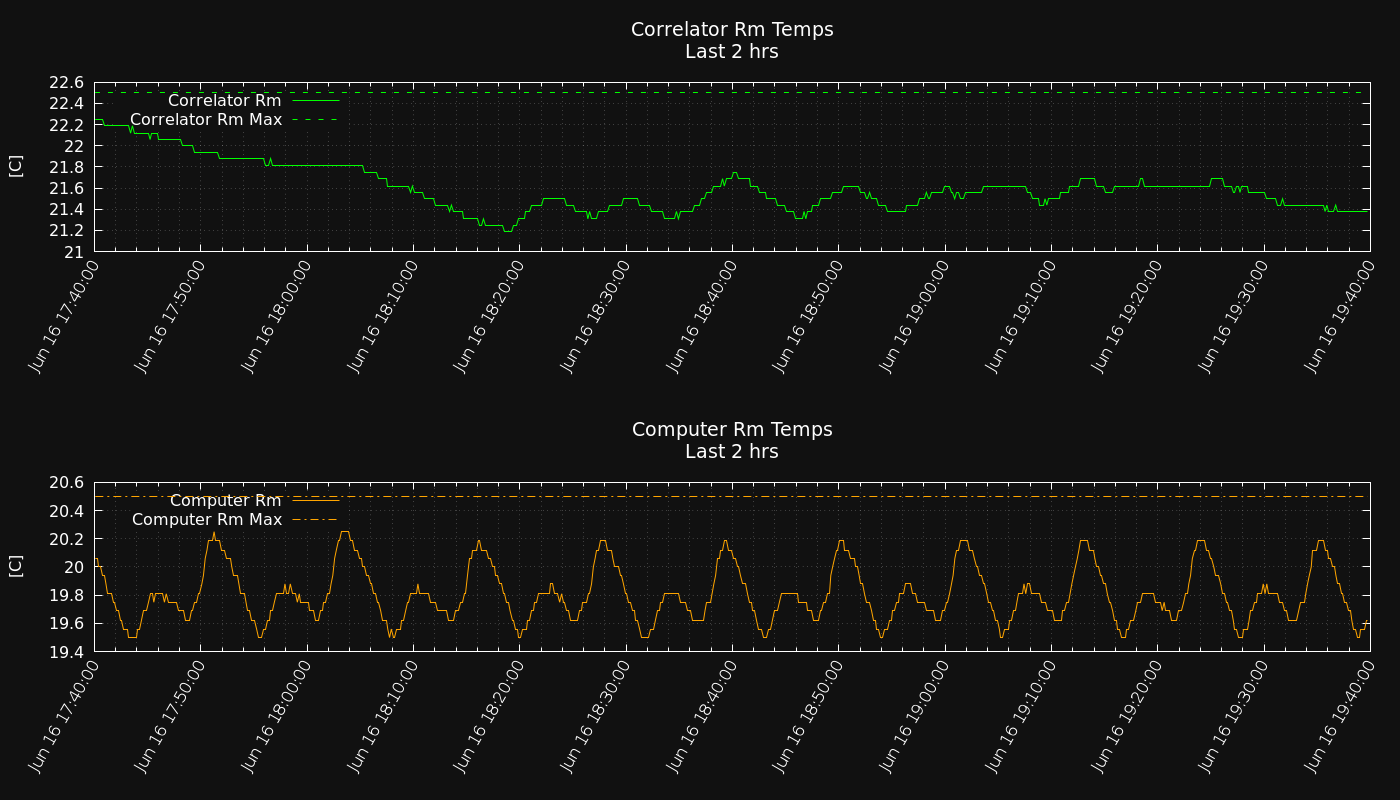 Correlator Rm Temps
Last 2 hrs
[C]
22.6
22.4
22.2
22
21.8
21.6
21.4
21.2
21
Correlator Rm
Correlator Rm Max
Jun 16 17:40:00
Jun 16 17:50:00
Jun 16 18:00:00
Jun 16 18:10:00
Jun 16 18:20:00
Jun 16 18:30:00
Jun 16 18:40:00
Jun 16 18:50:00
Jun 16 19:00:00
Jun 16 19:10:00
Jun 16 19:20:00
Jun 16 19:30:00
Jun 16 19:40:00
Computer Rm Temps
Last 2 hrs
[C]
20.6
20.4
20.2
20
19.8
19.6
19.4
Computer Rm
Computer Rm Max
Jun 16 17:40:00
Jun 16 17:50:00
Jun 16 18:00:00
Jun 16 18:10:00
Jun 16 18:20:00
Jun 16 18:30:00
Jun 16 18:40:00
Jun 16 18:50:00
Jun 16 19:00:00
Jun 16 19:10:00
Jun 16 19:20:00
Jun 16 19:30:00
Jun 16 19:40:00